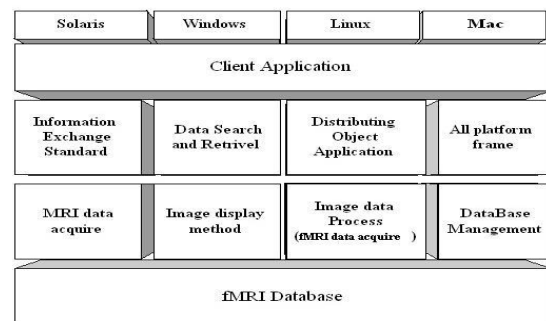 Solaris
Windows
Linux
Mac
Client Application
Information
Exchange
Standard
Data Search
and Retrivel
Distributing
Object
Application
All platform
frame
MRI data
acquire
Image display
method
Image data
Process
(fMRI data acquire )
DataBase
Management
fMRI Database